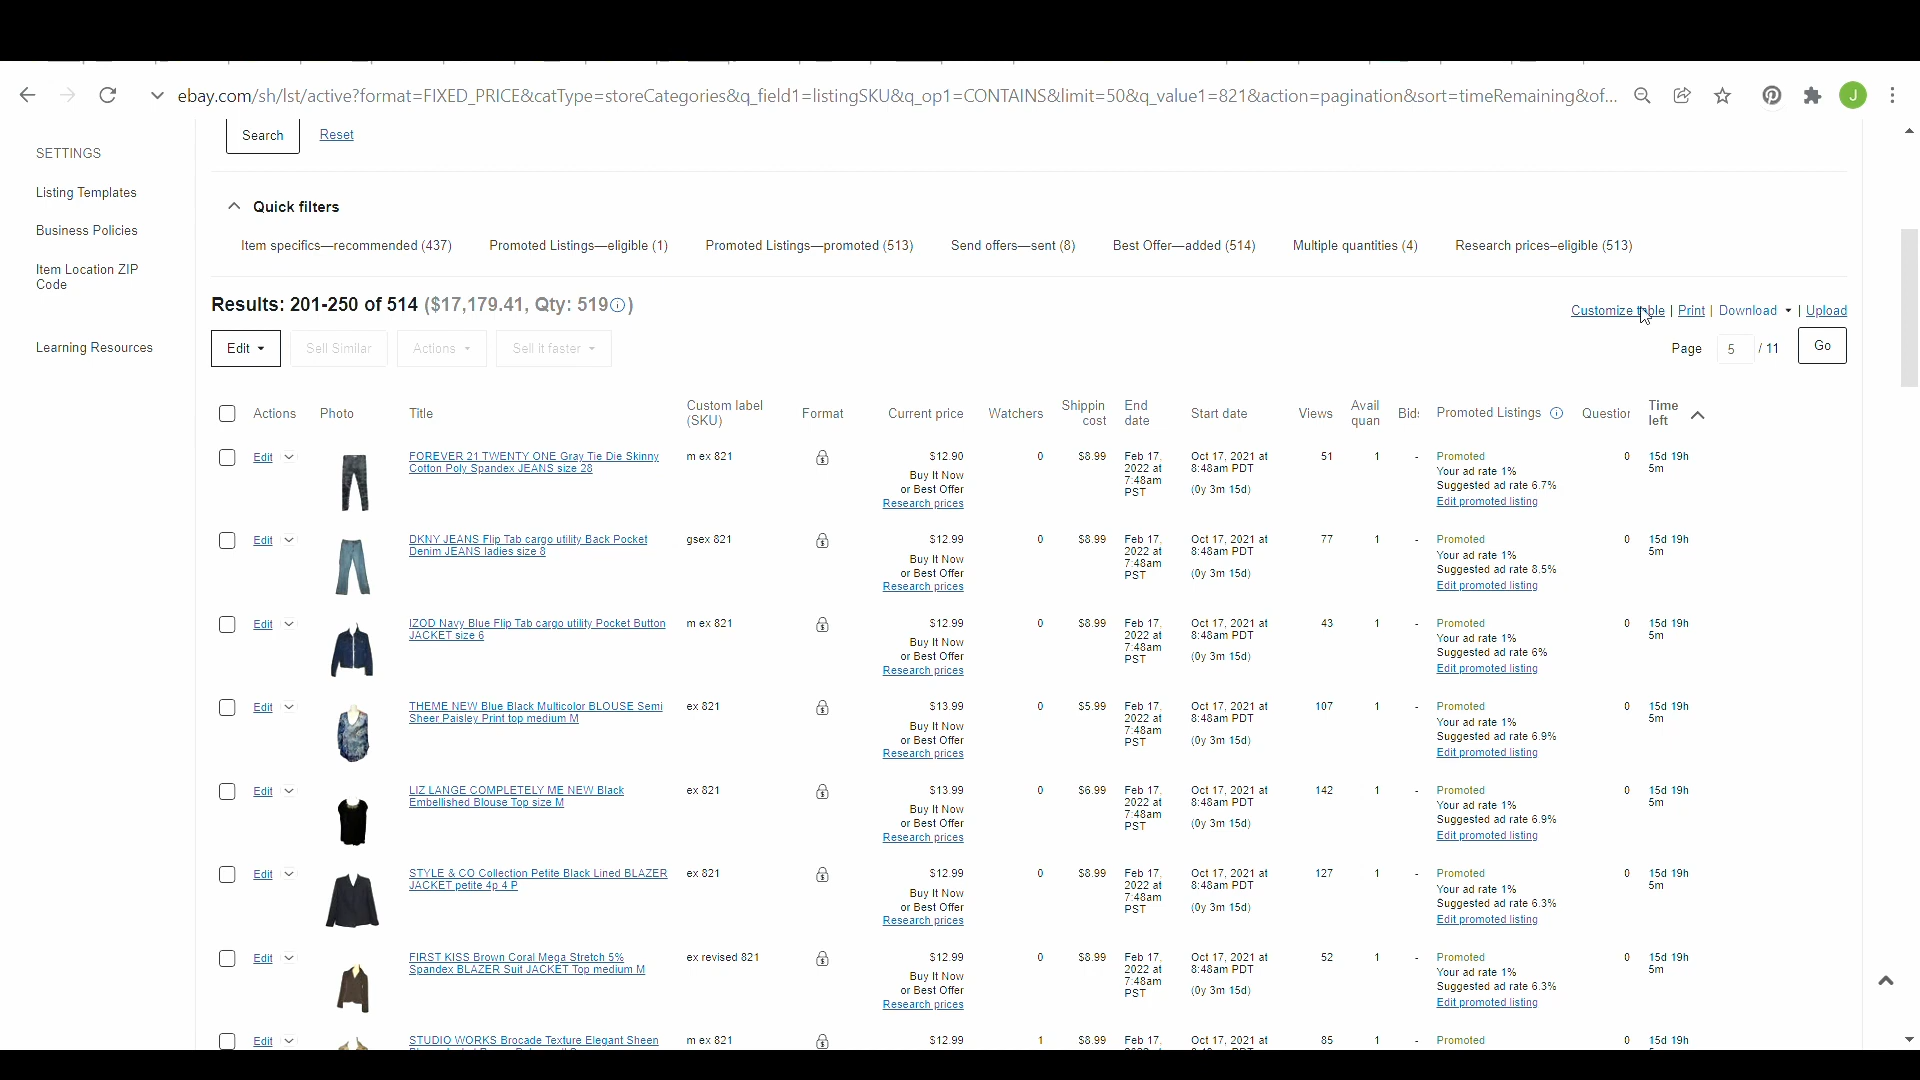 ebay.com/sh/lst/active?format=FIXED_PRICE&catType=storeCategories&q_field1=listingSKU&q_op1=CONTAINS&limit=50&q_value1=821&action=pagination&sort=timeRemaining&of...
J
SETTINGS
Listing Templates
Business Policies
Item Location ZIP
Code
Learning Resources
Search Reset
Quick filters
Item specifics—recommended (437) Promoted Listings—eligible (1) Promoted Listings—promoted (513) Send offers—sent (8) Best Offer—added (514) Multiple quantities (4) Research prices–eligible (513)
Results: 201-250 of 514 ($17,179.41, Qty: 519)
Customize table | Print | Download | Upload
Edit Sell Similar Actions Sell it faster
Page 5 / 11 Go
Actions Photo Title Custom label (SKU) Format Current price Watchers Shippin cost End date Start date Views Avail quan Bid: Promoted Listings Question Time left
Edit FOREVER 21 TWENTY ONE Gray Tie Die Skinny m ex 821 $12.90 0 $8.99 Feb 17, Oct 17, 2021 at 51 1 - Promoted 0 15d 19h
Cotton Poly Spandex JEANS size 28 Buy It Now 2022 at 8:48am PDT Your ad rate 1% 5m
or Best Offer 7:48am (0y 3m 15d) Suggested ad rate 6.7%
Research prices PST Edit promoted listing
Edit DKNY JEANS Flip Tab cargo utility Back Pocket gsex 821 $12.99 0 $8.99 Feb 17, Oct 17, 2021 at 77 1 - Promoted 0 15d 19h
Denim JEANS ladies size 8 Buy It Now 2022 at 8:48am PDT Your ad rate 1% 5m
or Best Offer 7:48am (0y 3m 15d) Suggested ad rate 8.5%
Research prices PST Edit promoted listing
Edit IZOD Navy Blue Flip Tab cargo utility Pocket Button m ex 821 $12.99 0 $8.99 Feb 17, Oct 17, 2021 at 43 1 - Promoted 0 15d 19h
JACKET size 6 Buy It Now 2022 at 8:48am PDT Your ad rate 1% 5m
or Best Offer 7:48am (0y 3m 15d) Suggested ad rate 6%
Research prices PST Edit promoted listing
Edit THEME NEW Blue Black Multicolor BLOUSE Semi ex 821 $13.99 0 $5.99 Feb 17, Oct 17, 2021 at 107 1 - Promoted 0 15d 19h
Sheer Paisley Print top medium M Buy It Now 2022 at 8:48am PDT Your ad rate 1% 5m
or Best Offer 7:48am (0y 3m 15d) Suggested ad rate 6.9%
Research prices PST Edit promoted listing
Edit LIZ LANGE COMPLETELY ME NEW Black ex 821 $13.99 0 $6.99 Feb 17, Oct 17, 2021 at 142 1 - Promoted 0 15d 19h
Embellished Blouse Top size M Buy It Now 2022 at 8:48am PDT Your ad rate 1% 5m
or Best Offer 7:48am (0y 3m 15d) Suggested ad rate 6.9%
Research prices PST Edit promoted listing
Edit STYLE & CO Collection Petite Black Lined BLAZER ex 821 $12.99 0 $8.99 Feb 17, Oct 17, 2021 at 127 1 - Promoted 0 15d 19h
JACKET petite 4p 4 P Buy It Now 2022 at 8:48am PDT Your ad rate 1% 5m
or Best Offer 7:48am (0y 3m 15d) Suggested ad rate 6.3%
Research prices PST Edit promoted listing
Edit FIRST KISS Brown Coral Mega Stretch 5% ex revised 821 $12.99 0 $8.99 Feb 17, Oct 17, 2021 at 52 1 - Promoted 0 15d 19h
Spandex BLAZER Suit JACKET Top medium M Buy It Now 2022 at 8:48am PDT Your ad rate 1% 5m
or Best Offer 7:48am (0y 3m 15d) Suggested ad rate 6.3%
Research prices PST Edit promoted listing
Edit STUDIO WORKS Brocade Texture Elegant Sheen m ex 821 $12.99 1 $8.99 Feb 17, Oct 17, 2021 at 85 1 - Promoted 0 15d 19h